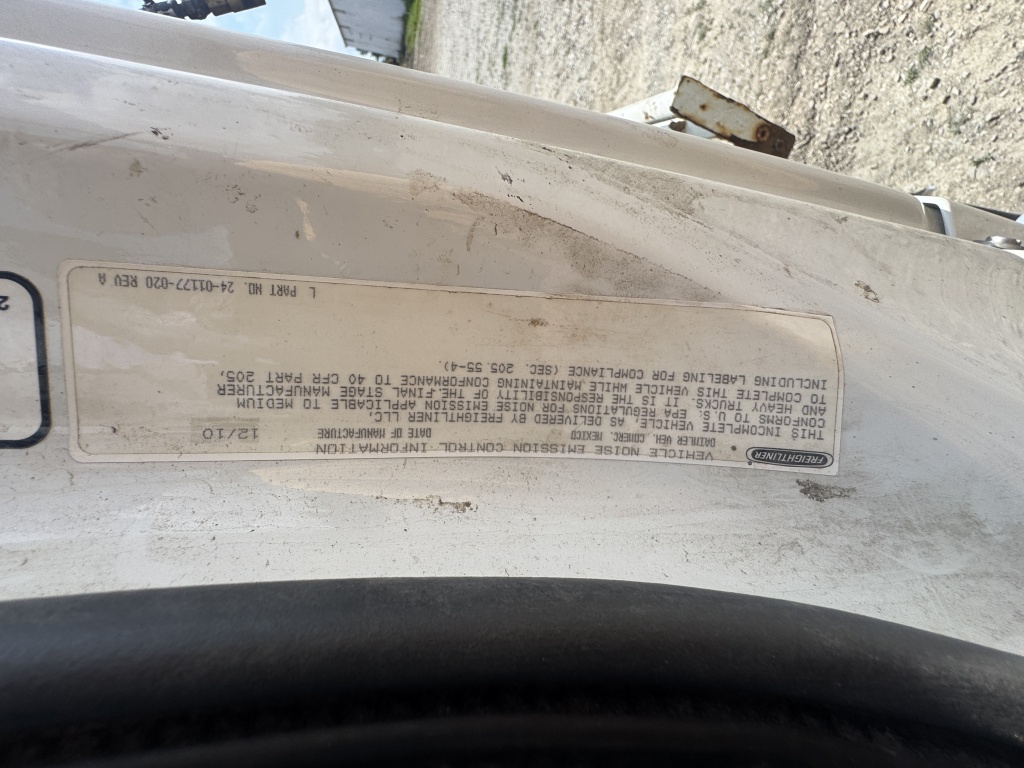 FREIGHTLINER
VEHICLE NOISE EMISSION CONTROL INFORMATION
DAIMLER VEH. COMERC. MEXICO DATE OF MANUFACTURE 12/10
THIS INCOMPLETE VEHICLE, AS DELIVERED BY FREIGHTLINER LLC,
CONFORMS TO U.S. EPA REGULATIONS FOR NOISE EMISSION APPLICABLE TO MEDIUM
AND HEAVY TRUCKS. IT IS THE RESPONSIBILITY OF THE FINAL STAGE MANUFACTURER
TO COMPLETE THIS VEHICLE WHILE MAINTAINING CONFORMANCE TO 40 CFR PART 205,
INCLUDING LABELING FOR COMPLIANCE (SEC. 205.55-4).
L PART NO. 24-01177-020 REV A
2